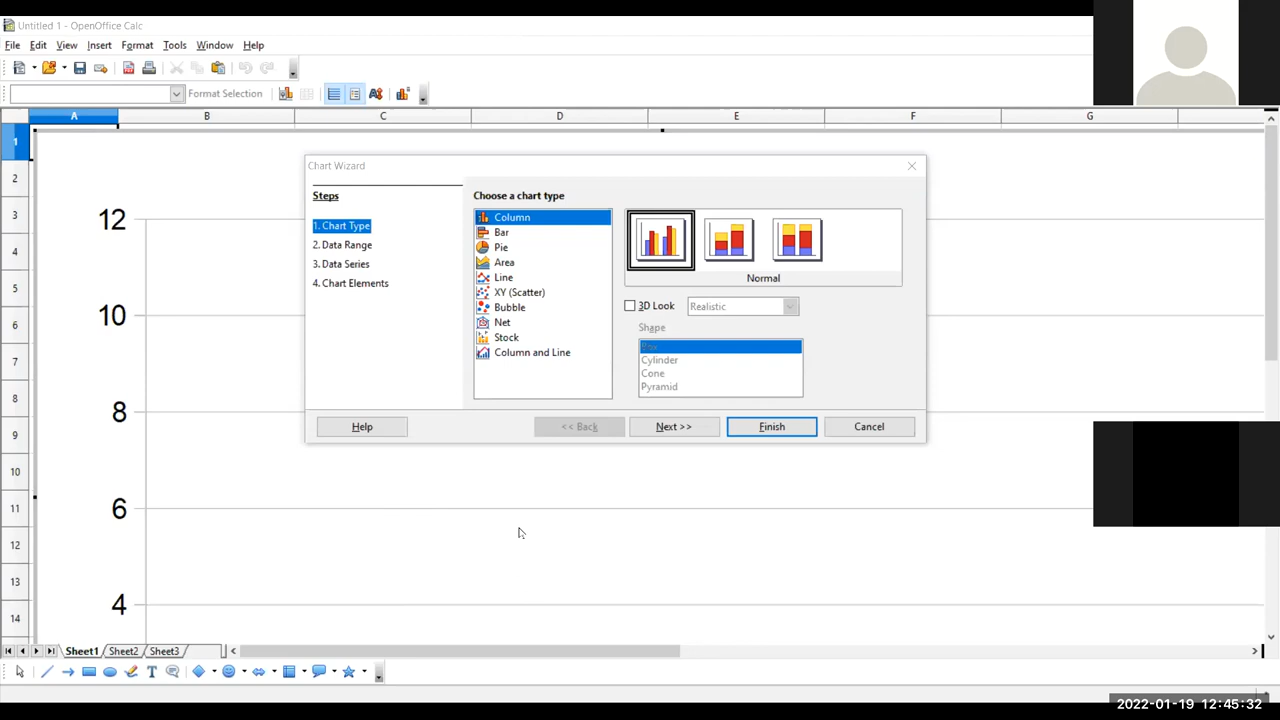 Untitled 1 - OpenOffice Calc
File Edit View Insert Format Tools Window Help
Format Selection
A B C D E F G
1
2
3
4
5
6
7
8
9
10
11
12
13
14
12
10
8
6
4
Chart Wizard
Steps
1. Chart Type
2. Data Range
3. Data Series
4. Chart Elements
Choose a chart type
Column
Bar
Pie
Area
Line
XY (Scatter)
Bubble
Net
Stock
Column and Line
Normal
3D Look Realistic
Shape
Box
Cylinder
Cone
Pyramid
Help << Back Next >> Finish Cancel
Sheet1 Sheet2 Sheet3
T
2022-01-19 12:45:32